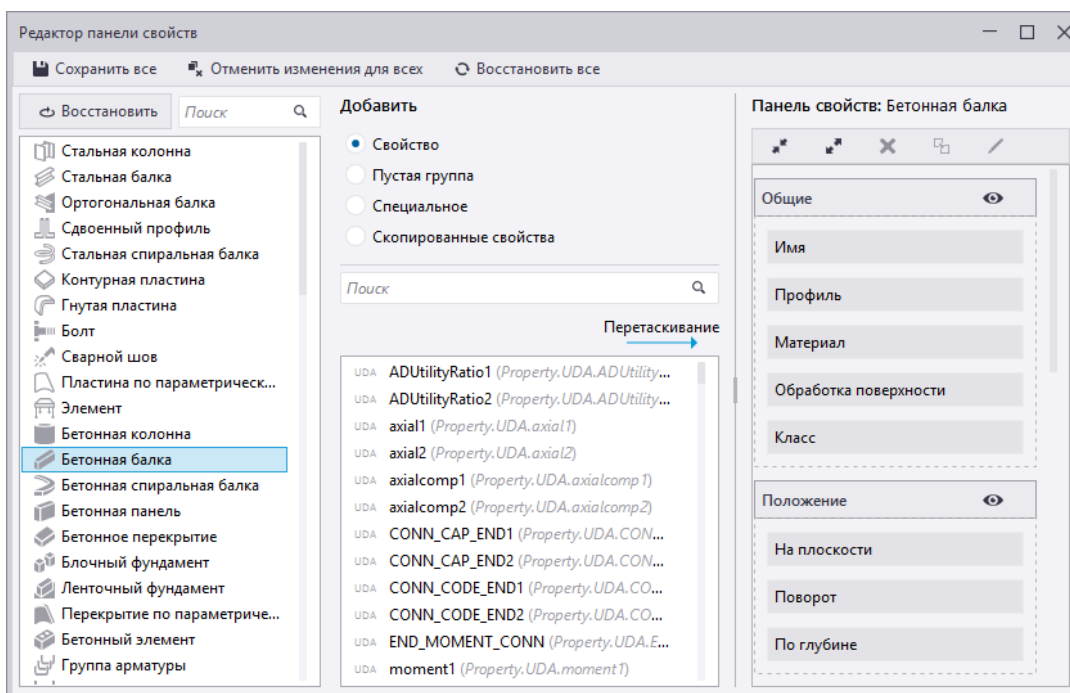 Редактор панели свойств
Сохранить все Отменить изменения для всех Восстановить все
Восстановить Поиск
Стальная колонна
Стальная балка
Ортогональная балка
Сдвоенный профиль
Стальная спиральная балка
Контурная пластина
Гнутая пластина
Болт
Сварной шов
Пластина по параметрическ...
Элемент
Бетонная колонна
Бетонная балка
Бетонная спиральная балка
Бетонная панель
Бетонное перекрытие
Блочный фундамент
Ленточный фундамент
Перекрытие по параметриче...
Бетонный элемент
Группа арматуры
Добавить
Свойство
Пустая группа
Специальное
Скопированные свойства
Поиск
Перетаскивание
UDA ADUtilityRatio1 (Property.UDA.ADUtility...
UDA ADUtilityRatio2 (Property.UDA.ADUtility...
UDA axial1 (Property.UDA.axial1)
UDA axial2 (Property.UDA.axial2)
UDA axialcomp1 (Property.UDA.axialcomp1)
UDA axialcomp2 (Property.UDA.axialcomp2)
UDA CONN_CAP_END1 (Property.UDA.CON...
UDA CONN_CAP_END2 (Property.UDA.CON...
UDA CONN_CODE_END1 (Property.UDA.CO...
UDA CONN_CODE_END2 (Property.UDA.CO...
UDA END_MOMENT_CONN (Property.UDA.E...
UDA moment1 (Property.UDA.moment1)
Панель свойств: Бетонная балка
Общие
Имя
Профиль
Материал
Обработка поверхности
Класс
Положение
На плоскости
Поворот
По глубине